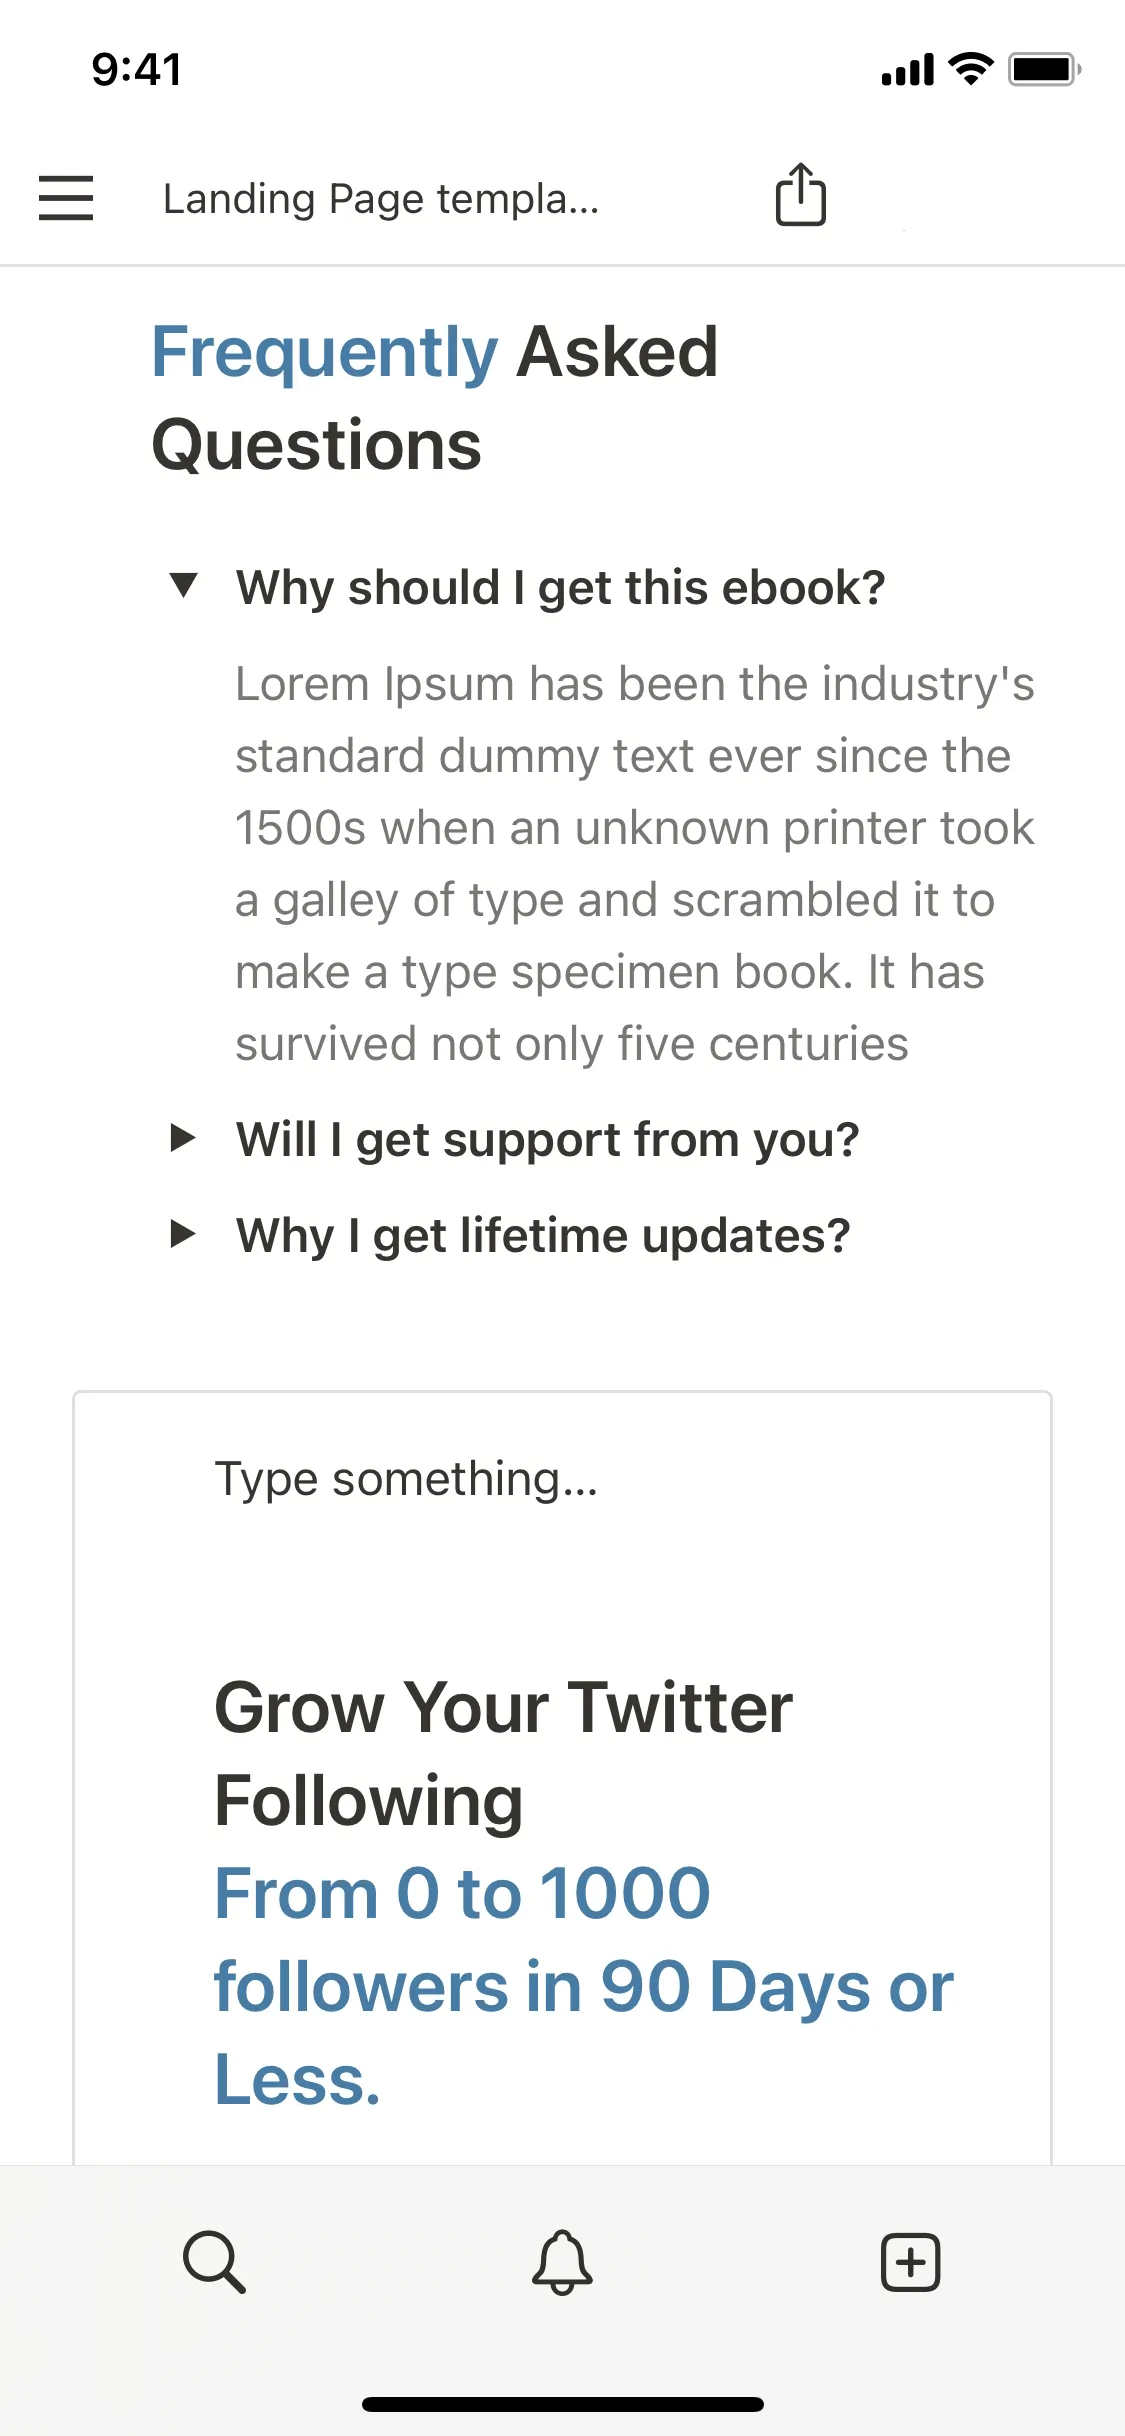 9:41
Landing Page templa...
Frequently Asked
Questions
Why should I get this ebook?
Lorem Ipsum has been the industry's
standard dummy text ever since the
1500s when an unknown printer took
a galley of type and scrambled it to
make a type specimen book. It has
survived not only five centuries
Will I get support from you?
Why I get lifetime updates?
Type something...
Grow Your Twitter
Following
From 0 to 1000
followers in 90 Days or
Less.